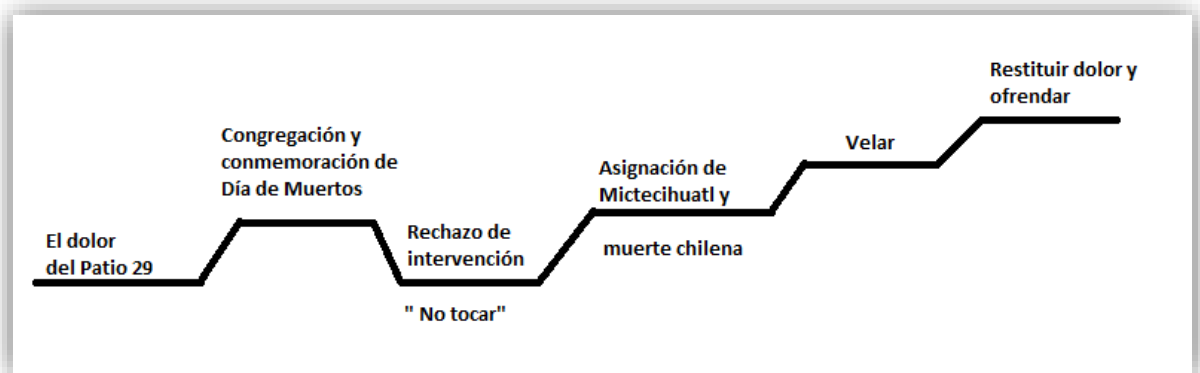 El dolor
del Patio 29
Congregación y
conmemoración de
Día de Muertos
Rechazo de
intervención
" No tocar"
Asignación de
Mictecihuatl y
muerte chilena
Velar
Restituir dolor y
ofrendar